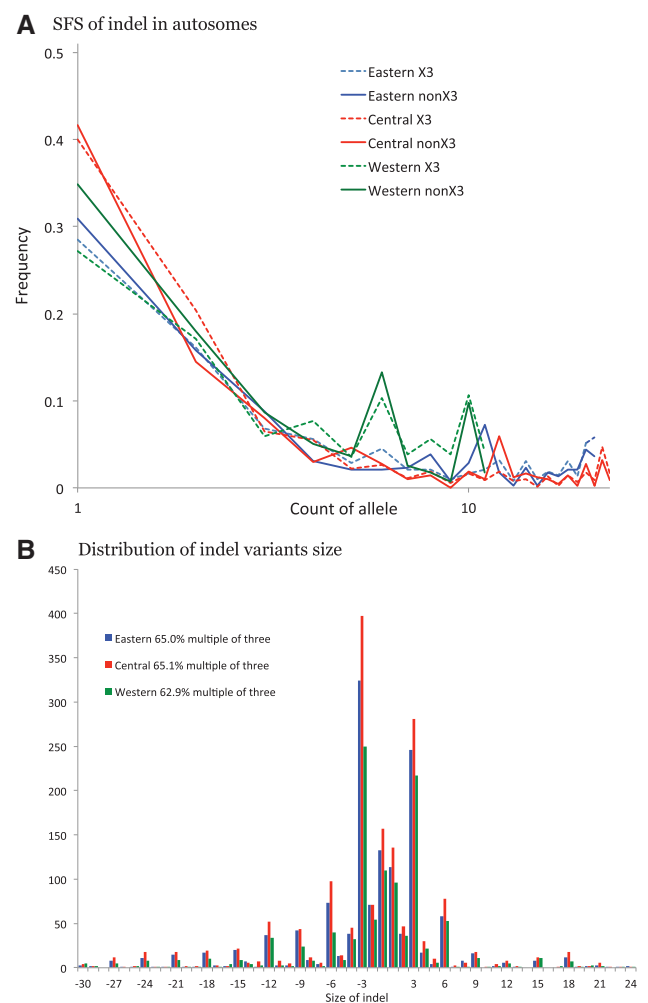 A SFS of indel in autosomes
0.5
Eastern X3
Eastern nonX3
Central X3
Central nonX3
Western X3
Western nonX3
0.4
0.3
0.2
0.1
0
Frequency
1 Count of allele 10
B Distribution of indel variants size
450
400
350
300
250
200
150
100
50
0
Eastern 65.0% multiple of three
Central 65.1% multiple of three
Western 62.9% multiple of three
-30 -27 -24 -21 -18 -15 -12 -9 -6 -3 3 6 9 12 15 18 21 24
Size of indel